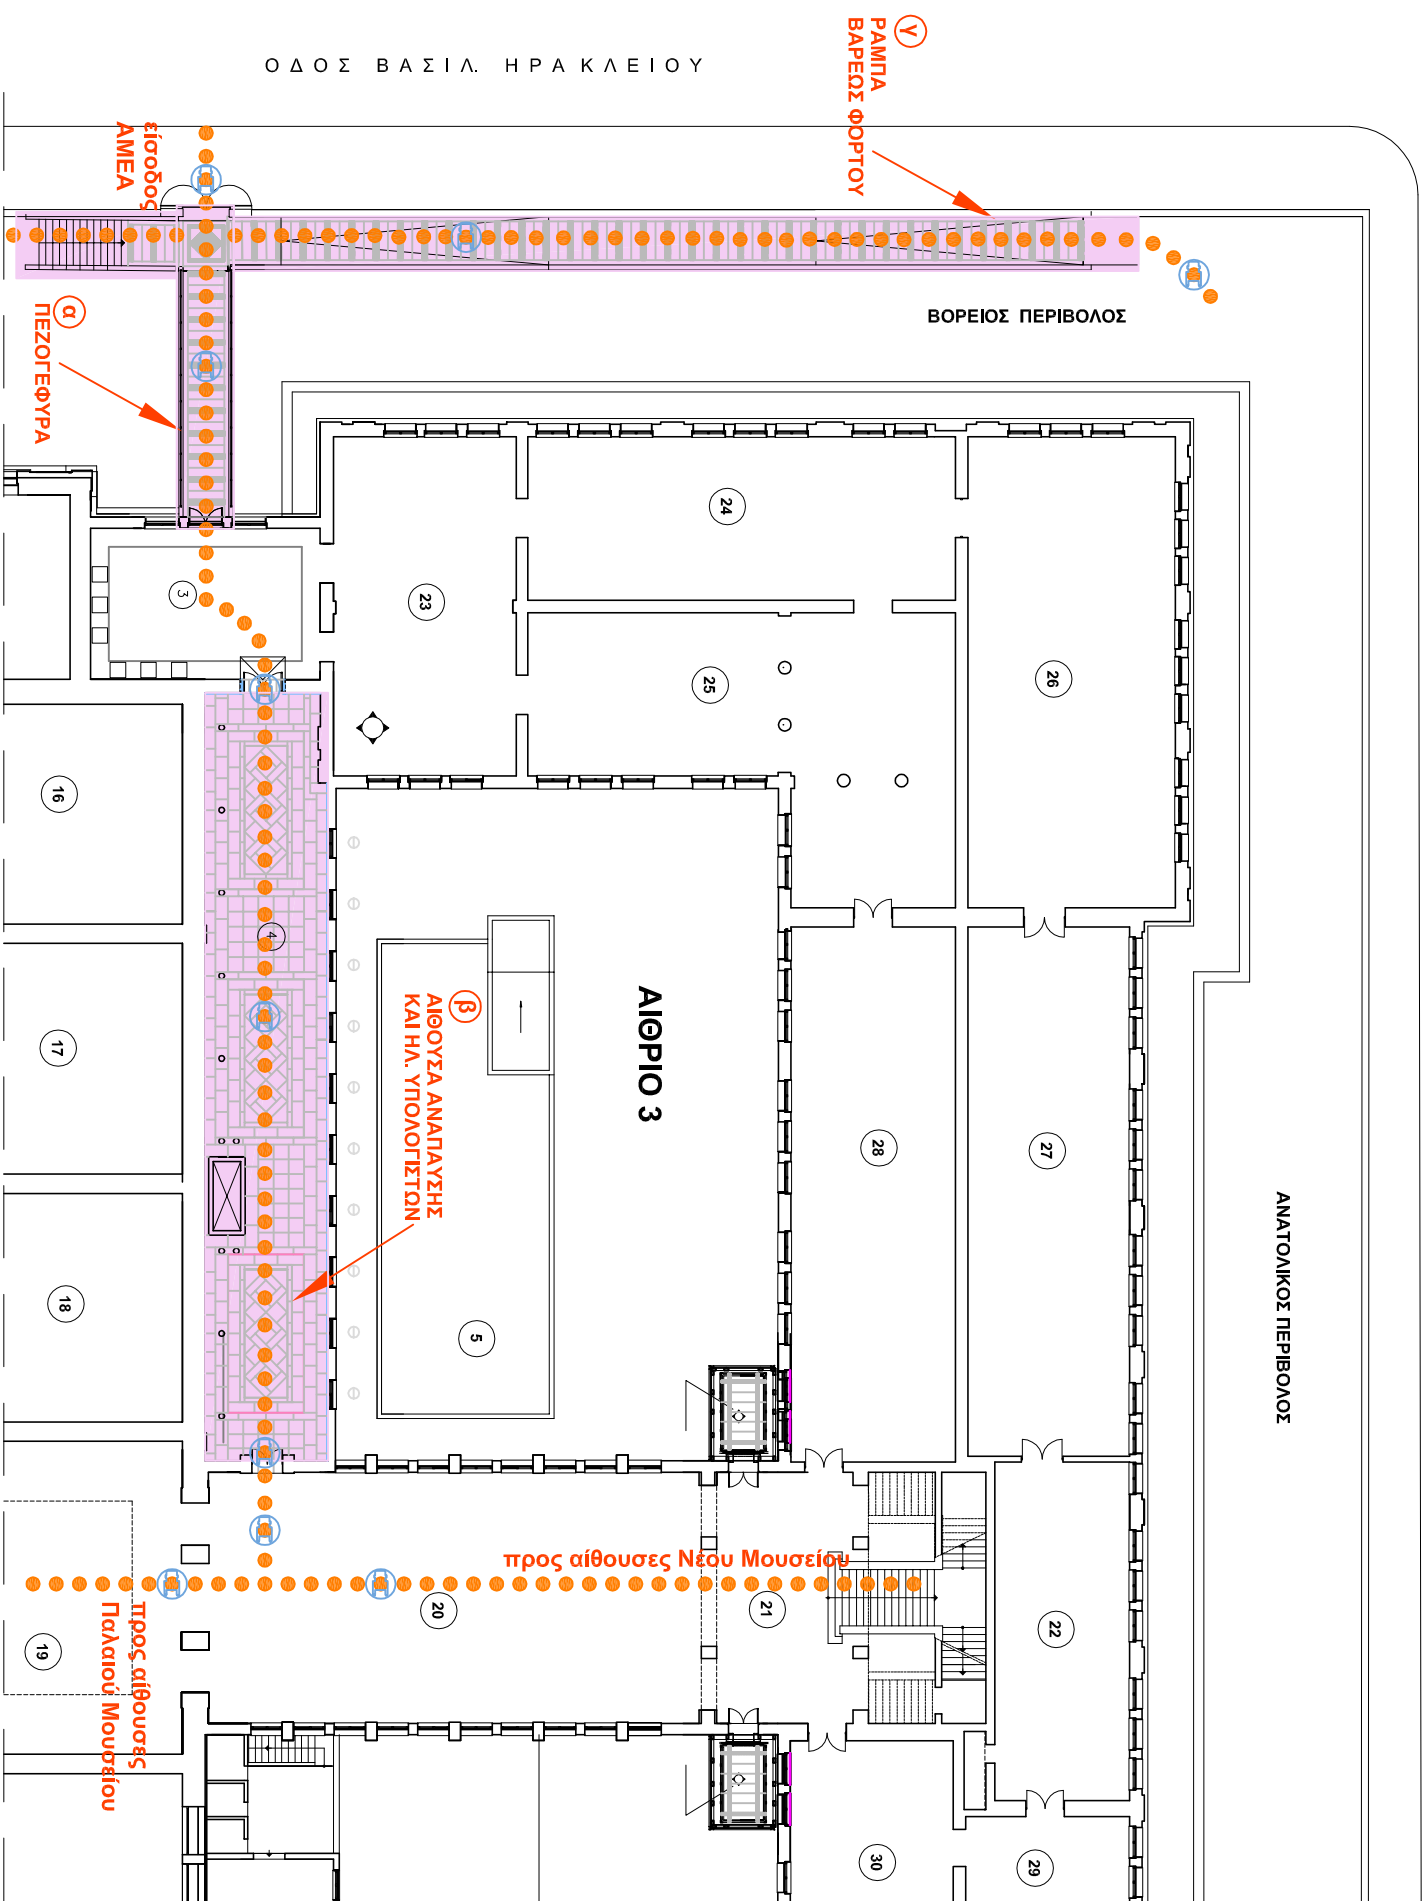 ΟΔΟΣ ΒΑΣΙΛ. ΗΡΑΚΛΕΙΟΥ
γ
ΡΑΜΠΑ
ΒΑΡΕΩΣ ΦΟΡΤΟΥ
είσοδος
ΑΜΕΑ
α
ΠΕΖΟΓΕΦΥΡΑ
ΒΟΡΕΙΟΣ ΠΕΡΙΒΟΛΟΣ
24
3
23
25
26
16
4
β
ΑΙΘΟΥΣΑ ΑΝΑΠΑΥΣΗΣ
ΚΑΙ ΗΛ. ΥΠΟΛΟΓΙΣΤΩΝ
ΑΙΘΡΙΟ 3
17
28
27
18
5
ΑΝΑΤΟΛΙΚΟΣ ΠΕΡΙΒΟΛΟΣ
προς αίθουσες Νέου Μουσείου
20
21
22
19
προς αίθουσες
Παλαιού Μουσείου
30
29